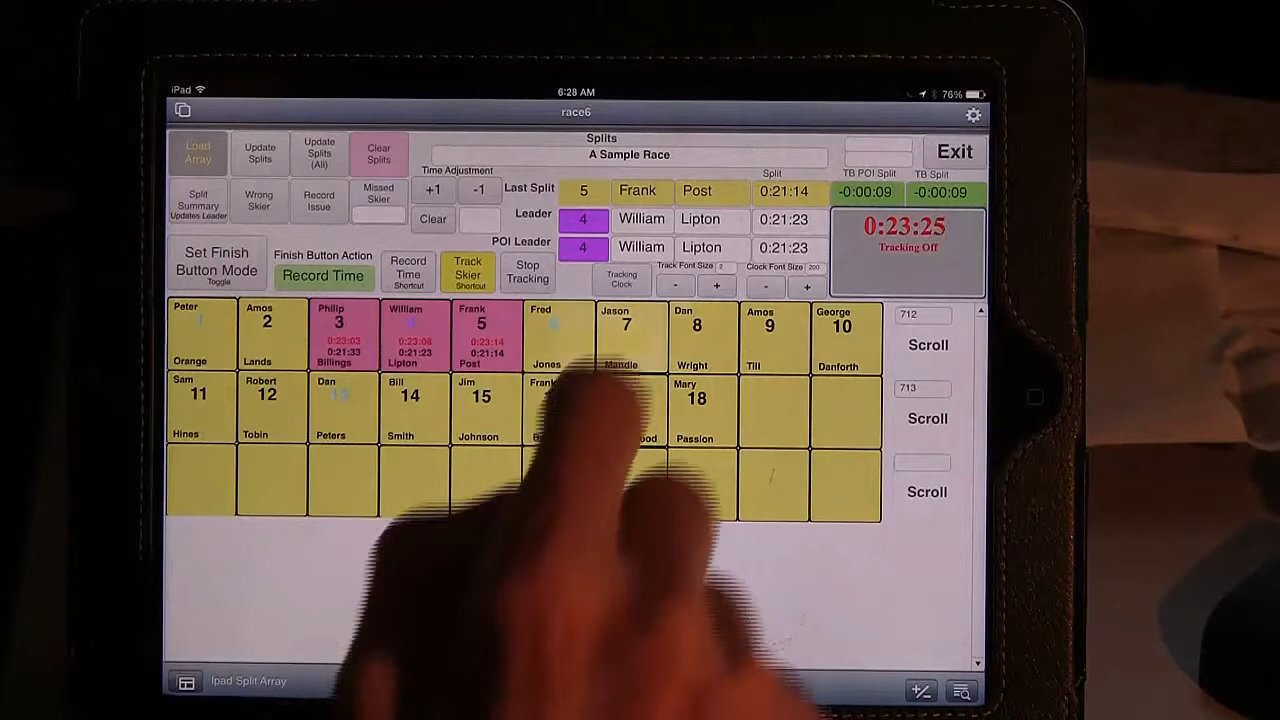 iPad 6:28 AM 76%
race6
Load Array
Update Splits
Update Splits (All)
Clear Splits
Splits
A Sample Race
Exit
Split Summary Updates Leader
Wrong Skier
Record Issue
Missed Skier
Time Adjustment
+1 -1
Clear
Split TB POI Split TB Split
Last Split 5 Frank Post 0:21:14 -0:00:09 -0:00:09
Leader 4 William Lipton 0:21:23
POI Leader 4 William Lipton 0:21:23
0:23:25
Tracking Off
Set Finish Button Mode Toggle
Finish Button Action
Record Time
Record Time Shortcut
Track Skier Shortcut
Stop Tracking
Tracking Clock
Track Font Size 2
- +
Clock Font Size 200
- +
Peter 1 Orange
Amos 2 Lands
Philip 3 0:23:03 0:21:33 Billings
William 4 0:23:08 0:21:23 Lipton
Frank 5 0:23:14 0:21:14 Post
Fred 6 Jones
Jason 7 Mandle
Dan 8 Wright
Amos 9 Till
George 10 Danforth
712
Scroll
Sam 11 Hines
Robert 12 Tobin
Dan 13 Peters
Bill 14 Smith
Jim 15 Johnson
Frank
Mary 18 Passion
713
Scroll
Scroll
Ipad Split Array